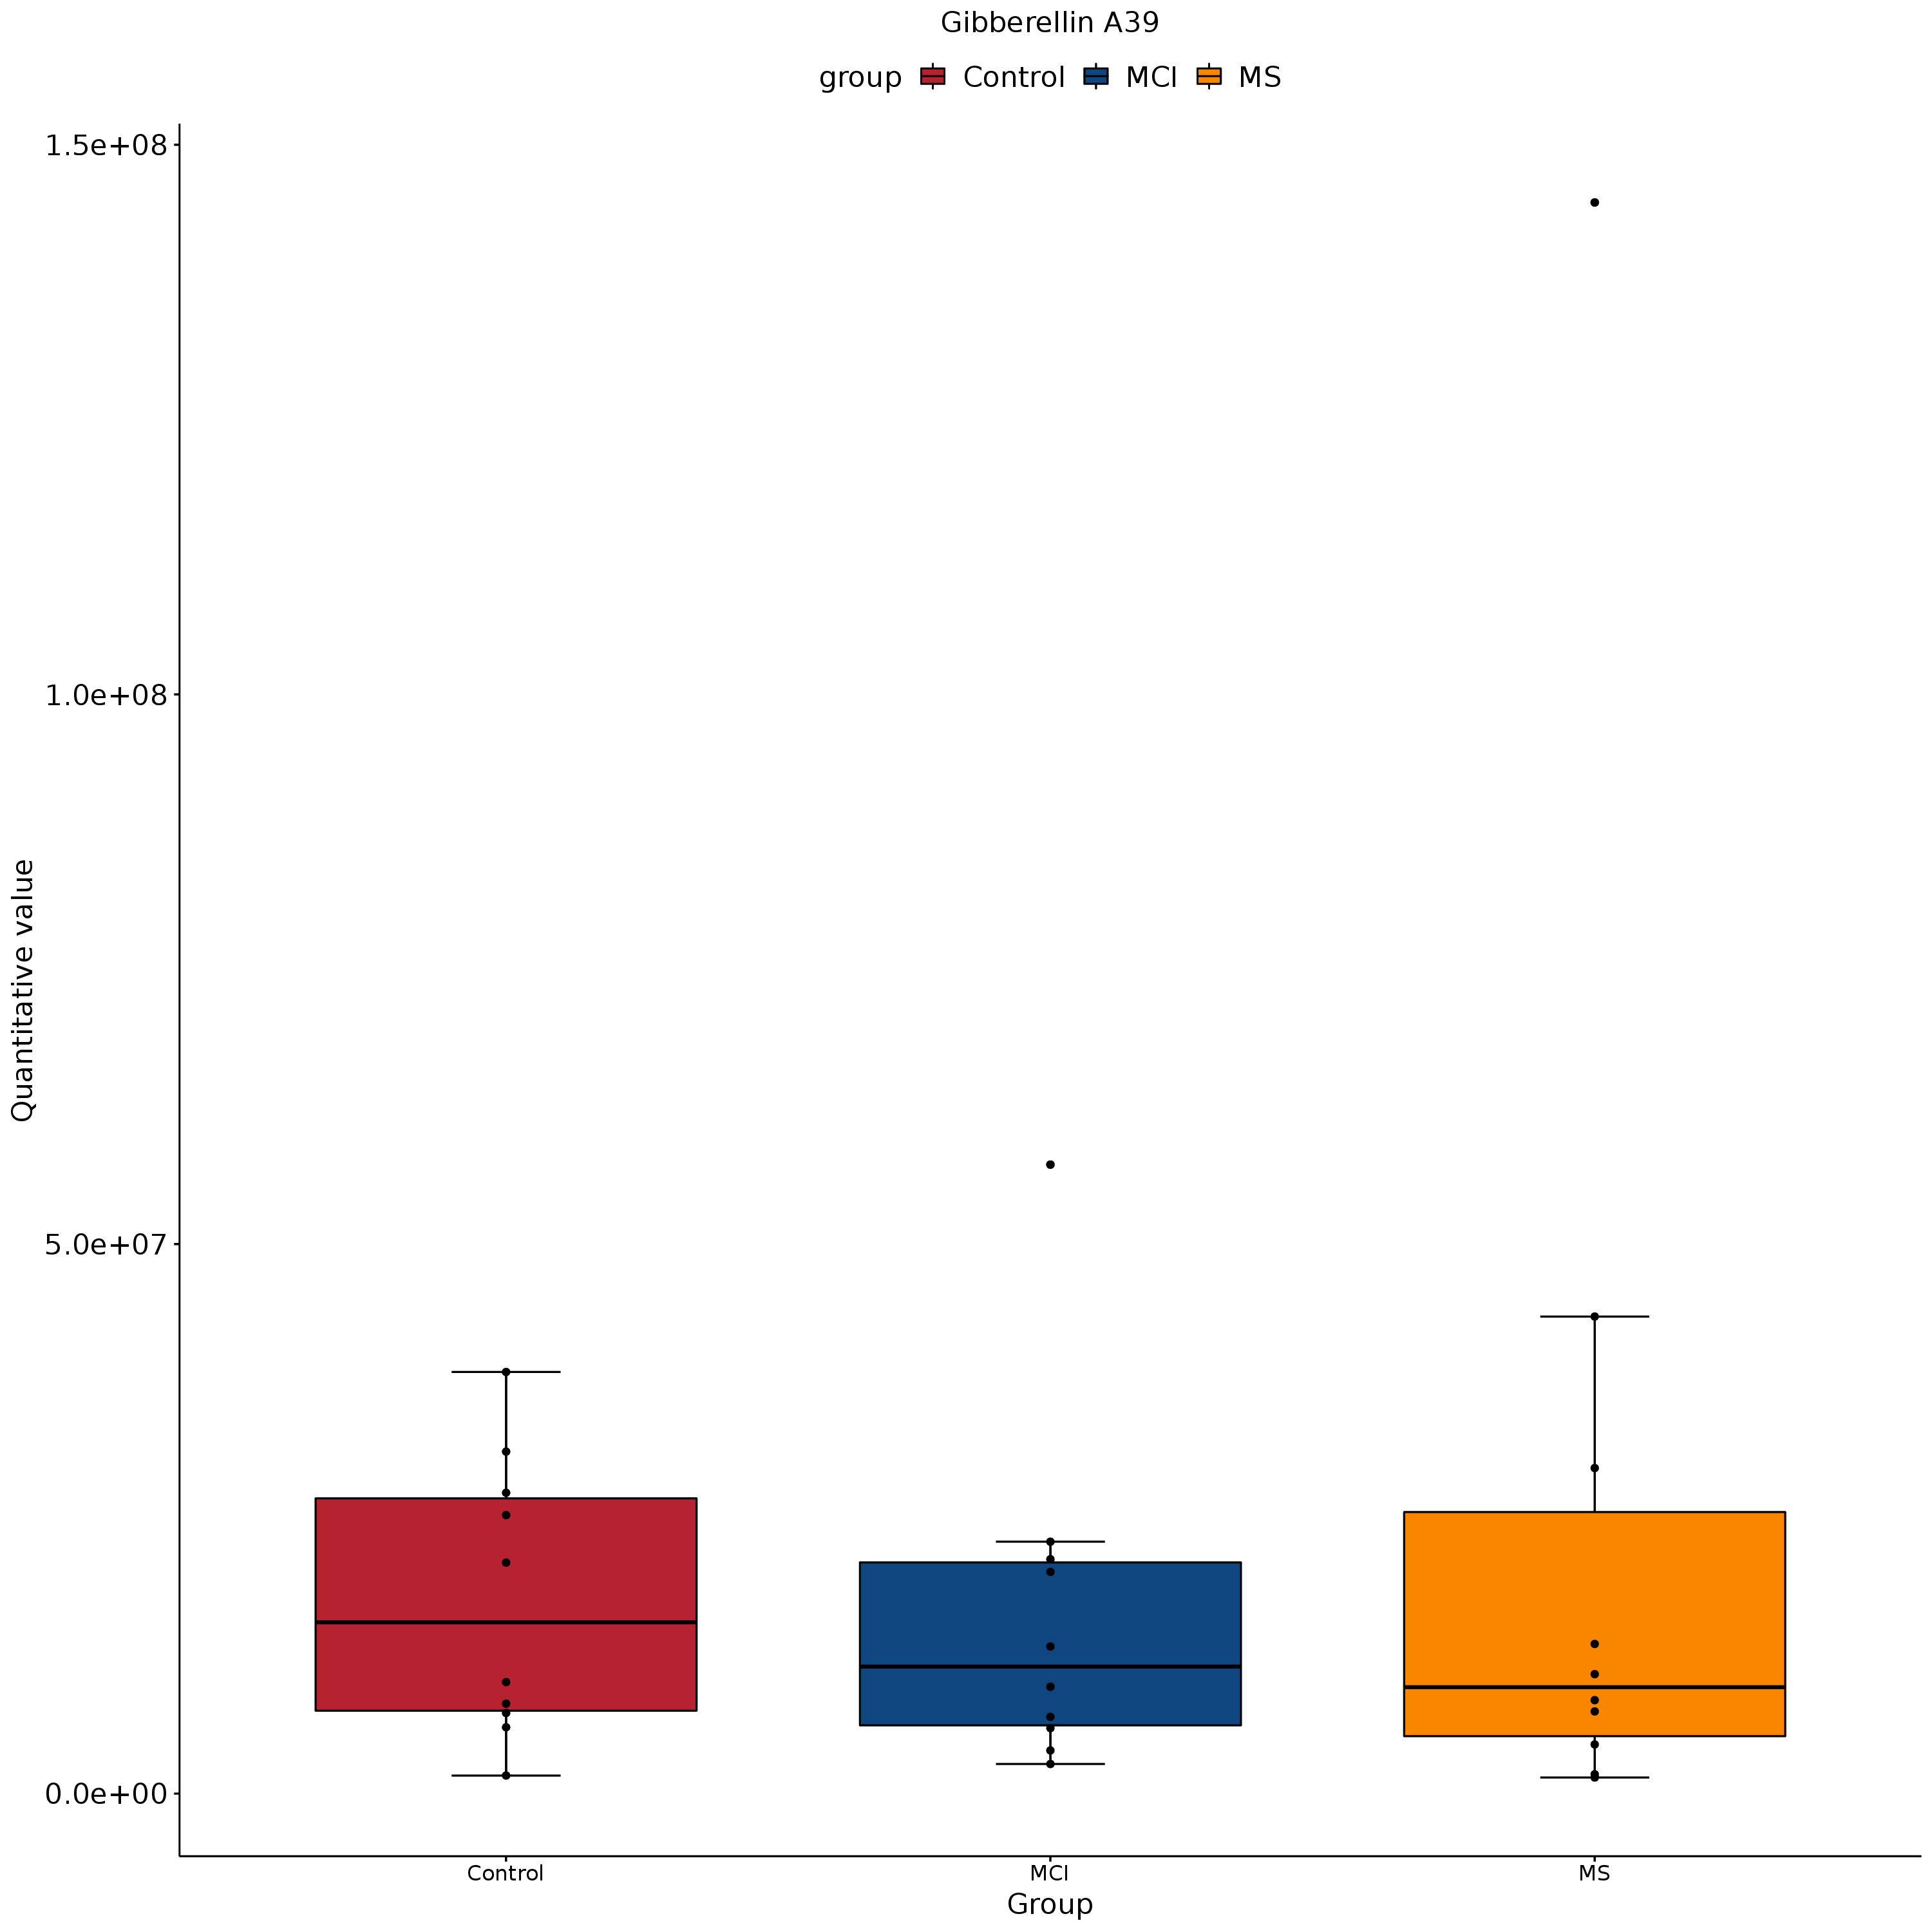 Gibberellin A39
group Control MCI MS
1.5e+08
1.0e+08
5.0e+07
0.0e+00
Quantitative value
Control MCI MS
Group